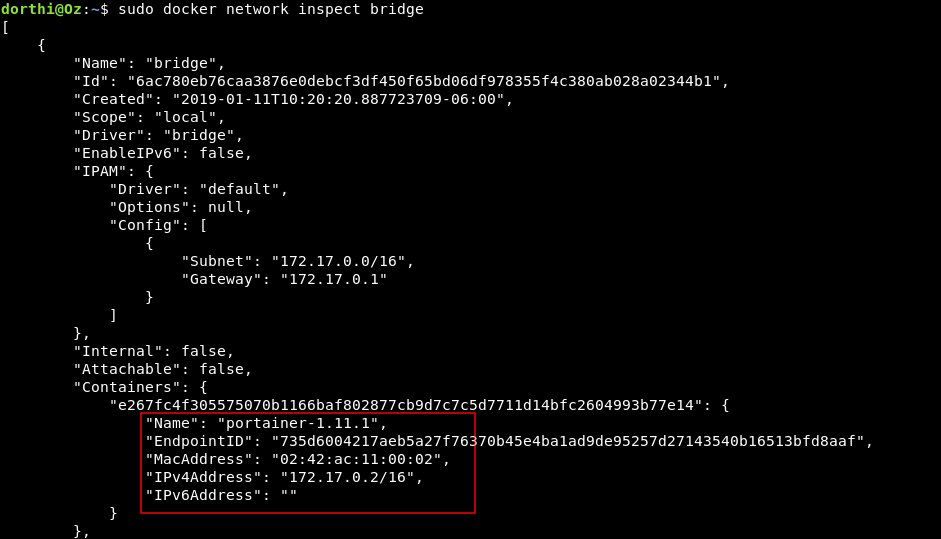 dorthi@Oz:~$ sudo docker network inspect bridge
[
    {
        "Name": "bridge",
        "Id": "6ac780eb76caa3876e0debcf3df450f65bd06df978355f4c380ab028a02344b1",
        "Created": "2019-01-11T10:20:20.887723709-06:00",
        "Scope": "local",
        "Driver": "bridge",
        "EnableIPv6": false,
        "IPAM": {
            "Driver": "default",
            "Options": null,
            "Config": [
                {
                    "Subnet": "172.17.0.0/16",
                    "Gateway": "172.17.0.1"
                }
            ]
        },
        "Internal": false,
        "Attachable": false,
        "Containers": {
            "e267fc4f305575070b1166baf802877cb9d7c7c5d7711d14bfc2604993b77e14": {
                "Name": "portainer-1.11.1",
                "EndpointID": "735d6004217aeb5a27f76370b45e4ba1ad9de95257d27143540b16513bfd8aaf",
                "MacAddress": "02:42:ac:11:00:02",
                "IPv4Address": "172.17.0.2/16",
                "IPv6Address": ""
            }
        },